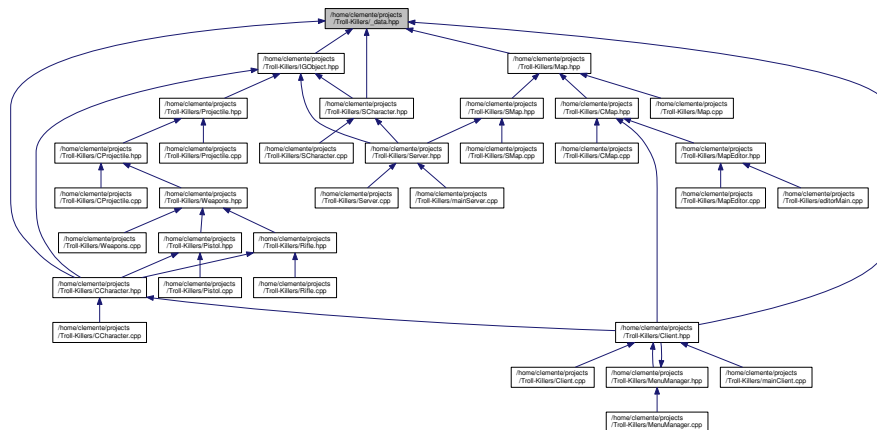 /home/clemente/projects
/Troll-Killers/_data.hpp
/home/clemente/projects
/Troll-Killers/IGObject.hpp
/home/clemente/projects
/Troll-Killers/Map.hpp
/home/clemente/projects
/Troll-Killers/Projectile.hpp
/home/clemente/projects
/Troll-Killers/SCharacter.hpp
/home/clemente/projects
/Troll-Killers/SMap.hpp
/home/clemente/projects
/Troll-Killers/CMap.hpp
/home/clemente/projects
/Troll-Killers/Map.cpp
/home/clemente/projects
/Troll-Killers/CProjectile.hpp
/home/clemente/projects
/Troll-Killers/Projectile.cpp
/home/clemente/projects
/Troll-Killers/SCharacter.cpp
/home/clemente/projects
/Troll-Killers/Server.hpp
/home/clemente/projects
/Troll-Killers/SMap.cpp
/home/clemente/projects
/Troll-Killers/CMap.cpp
/home/clemente/projects
/Troll-Killers/MapEditor.hpp
/home/clemente/projects
/Troll-Killers/CProjectile.cpp
/home/clemente/projects
/Troll-Killers/Weapons.hpp
/home/clemente/projects
/Troll-Killers/Server.cpp
/home/clemente/projects
/Troll-Killers/mainServer.cpp
/home/clemente/projects
/Troll-Killers/MapEditor.cpp
/home/clemente/projects
/Troll-Killers/editorMain.cpp
/home/clemente/projects
/Troll-Killers/Weapons.cpp
/home/clemente/projects
/Troll-Killers/Pistol.hpp
/home/clemente/projects
/Troll-Killers/Rifle.hpp
/home/clemente/projects
/Troll-Killers/CCharacter.hpp
/home/clemente/projects
/Troll-Killers/Pistol.cpp
/home/clemente/projects
/Troll-Killers/Rifle.cpp
/home/clemente/projects
/Troll-Killers/CCharacter.cpp
/home/clemente/projects
/Troll-Killers/Client.hpp
/home/clemente/projects
/Troll-Killers/Client.cpp
/home/clemente/projects
/Troll-Killers/MenuManager.hpp
/home/clemente/projects
/Troll-Killers/mainClient.cpp
/home/clemente/projects
/Troll-Killers/MenuManager.cpp